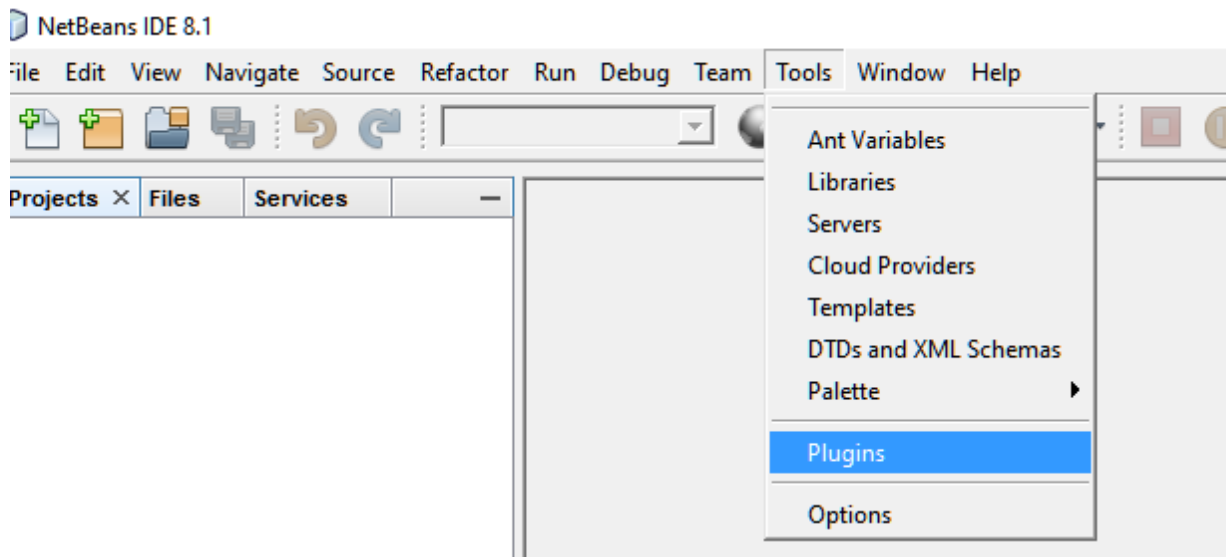 NetBeans IDE 8.1
File Edit View Navigate Source Refactor Run Debug Team Tools Window Help
Projects Files Services
Ant Variables
Libraries
Servers
Cloud Providers
Templates
DTDs and XML Schemas
Palette
Plugins
Options